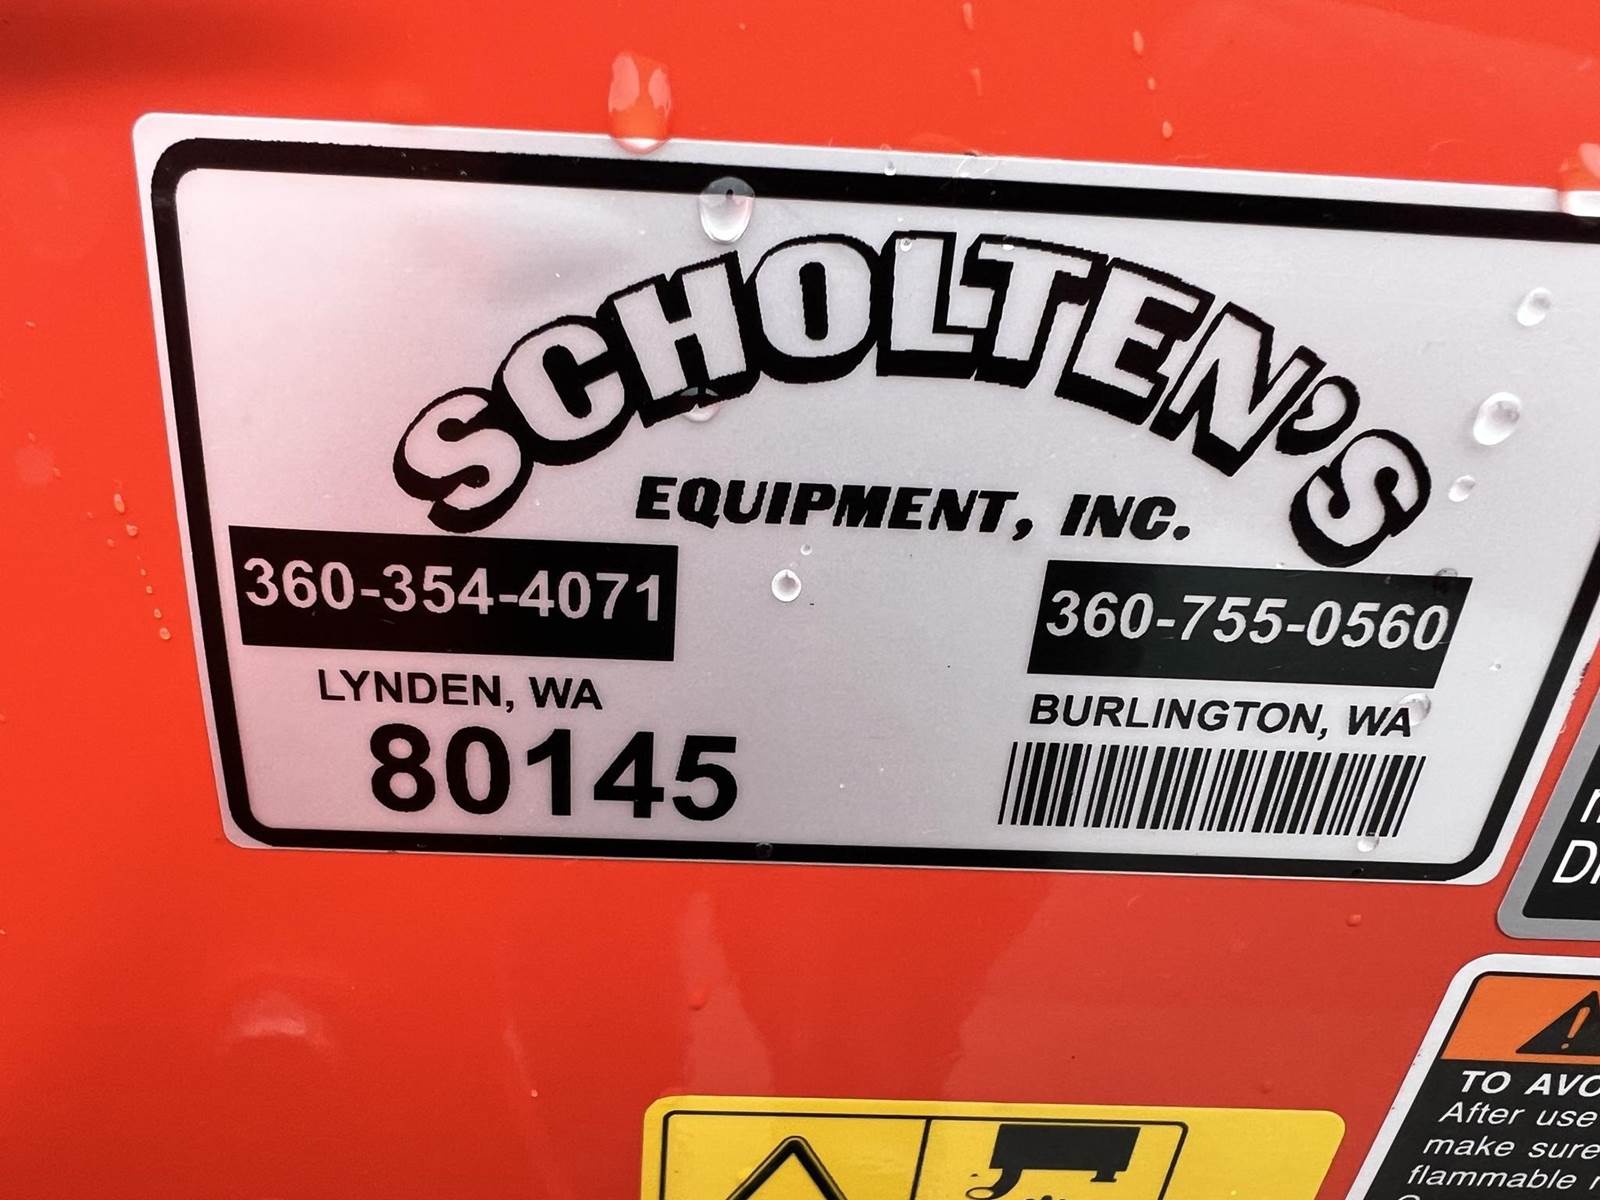 SCHOLTEN'S
EQUIPMENT, INC.
360-354-4071
LYNDEN, WA
80145
360-755-0560
BURLINGTON, WA
TO
After use
make sure
flammable